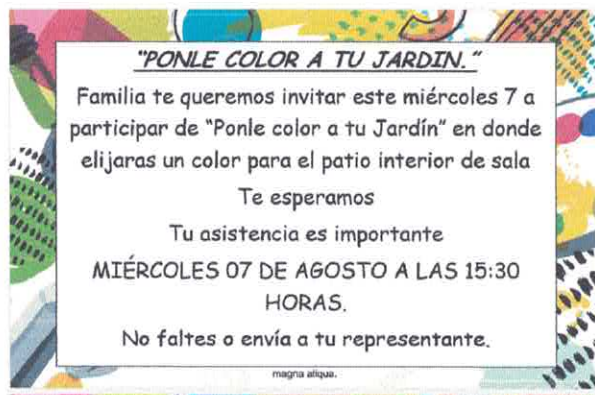 "PONLE COLOR A TU JARDIN."
Familia te queremos invitar este miércoles 7 a
participar de "Ponle color a tu Jardín" en donde
elijaras un color para el patio interior de sala
Te esperamos
Tu asistencia es importante
MIÉRCOLES 07 DE AGOSTO A LAS 15:30
HORAS.
No faltes o envía a tu representante.
magna aliqua.